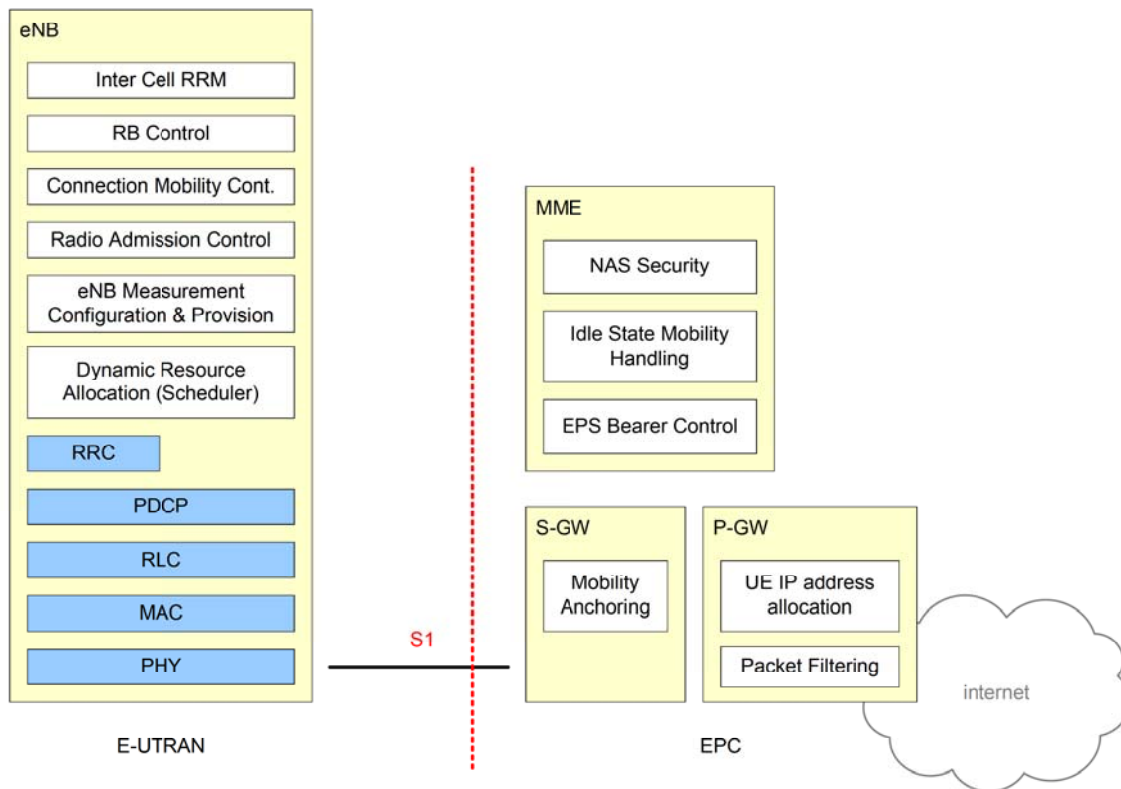 eNB
Inter Cell RRM
RB Control
Connection Mobility Cont.
Radio Admission Control
eNB Measurement
Configuration & Provision
Dynamic Resource
Allocation (Scheduler)
RRC
PDCP
RLC
MAC
PHY
S1
MME
NAS Security
Idle State Mobility
Handling
EPS Bearer Control
S-GW
Mobility
Anchoring
P-GW
UE IP address
allocation
Packet Filtering
internet
E-UTRAN
EPC